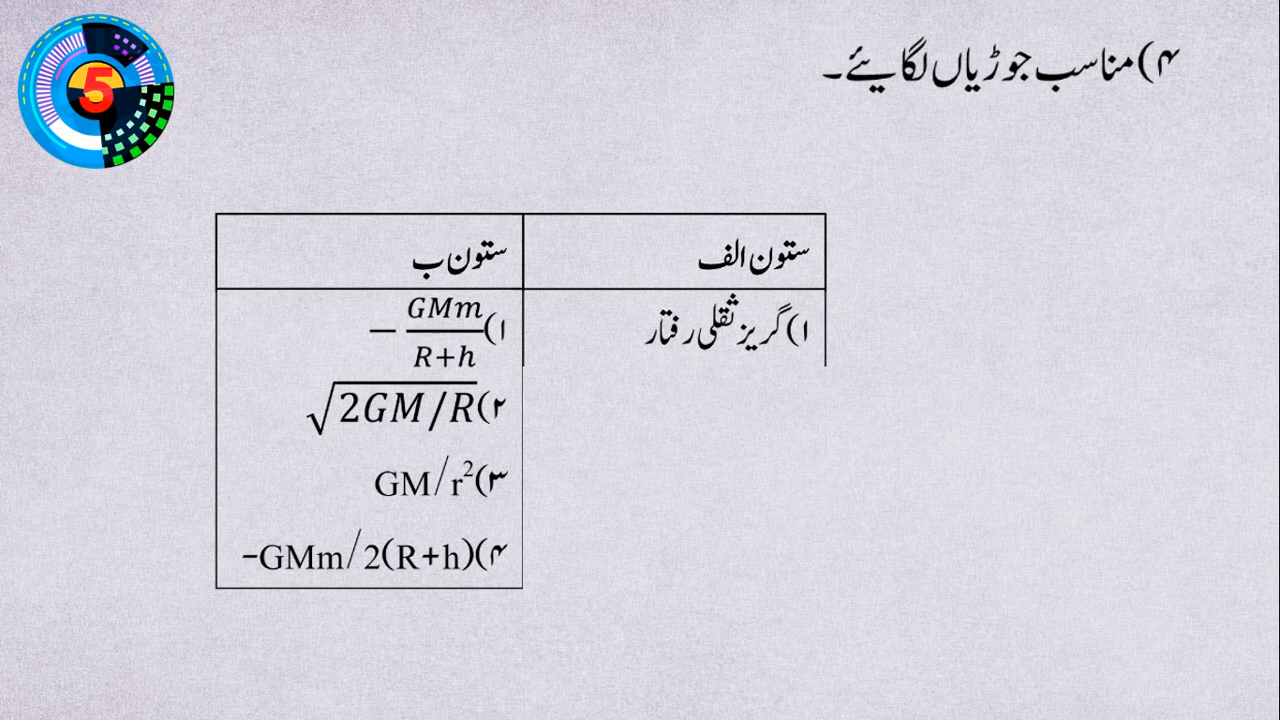 5
۴) مناسب جوڑیاں لگایئے۔
ستون الف	ستون ب
۱) گریز ثقلی رفتار	۱) −GMm/(R+h)
۲) √2GM/R
۳) GM/r²
۴) −GMm/2(R+h)